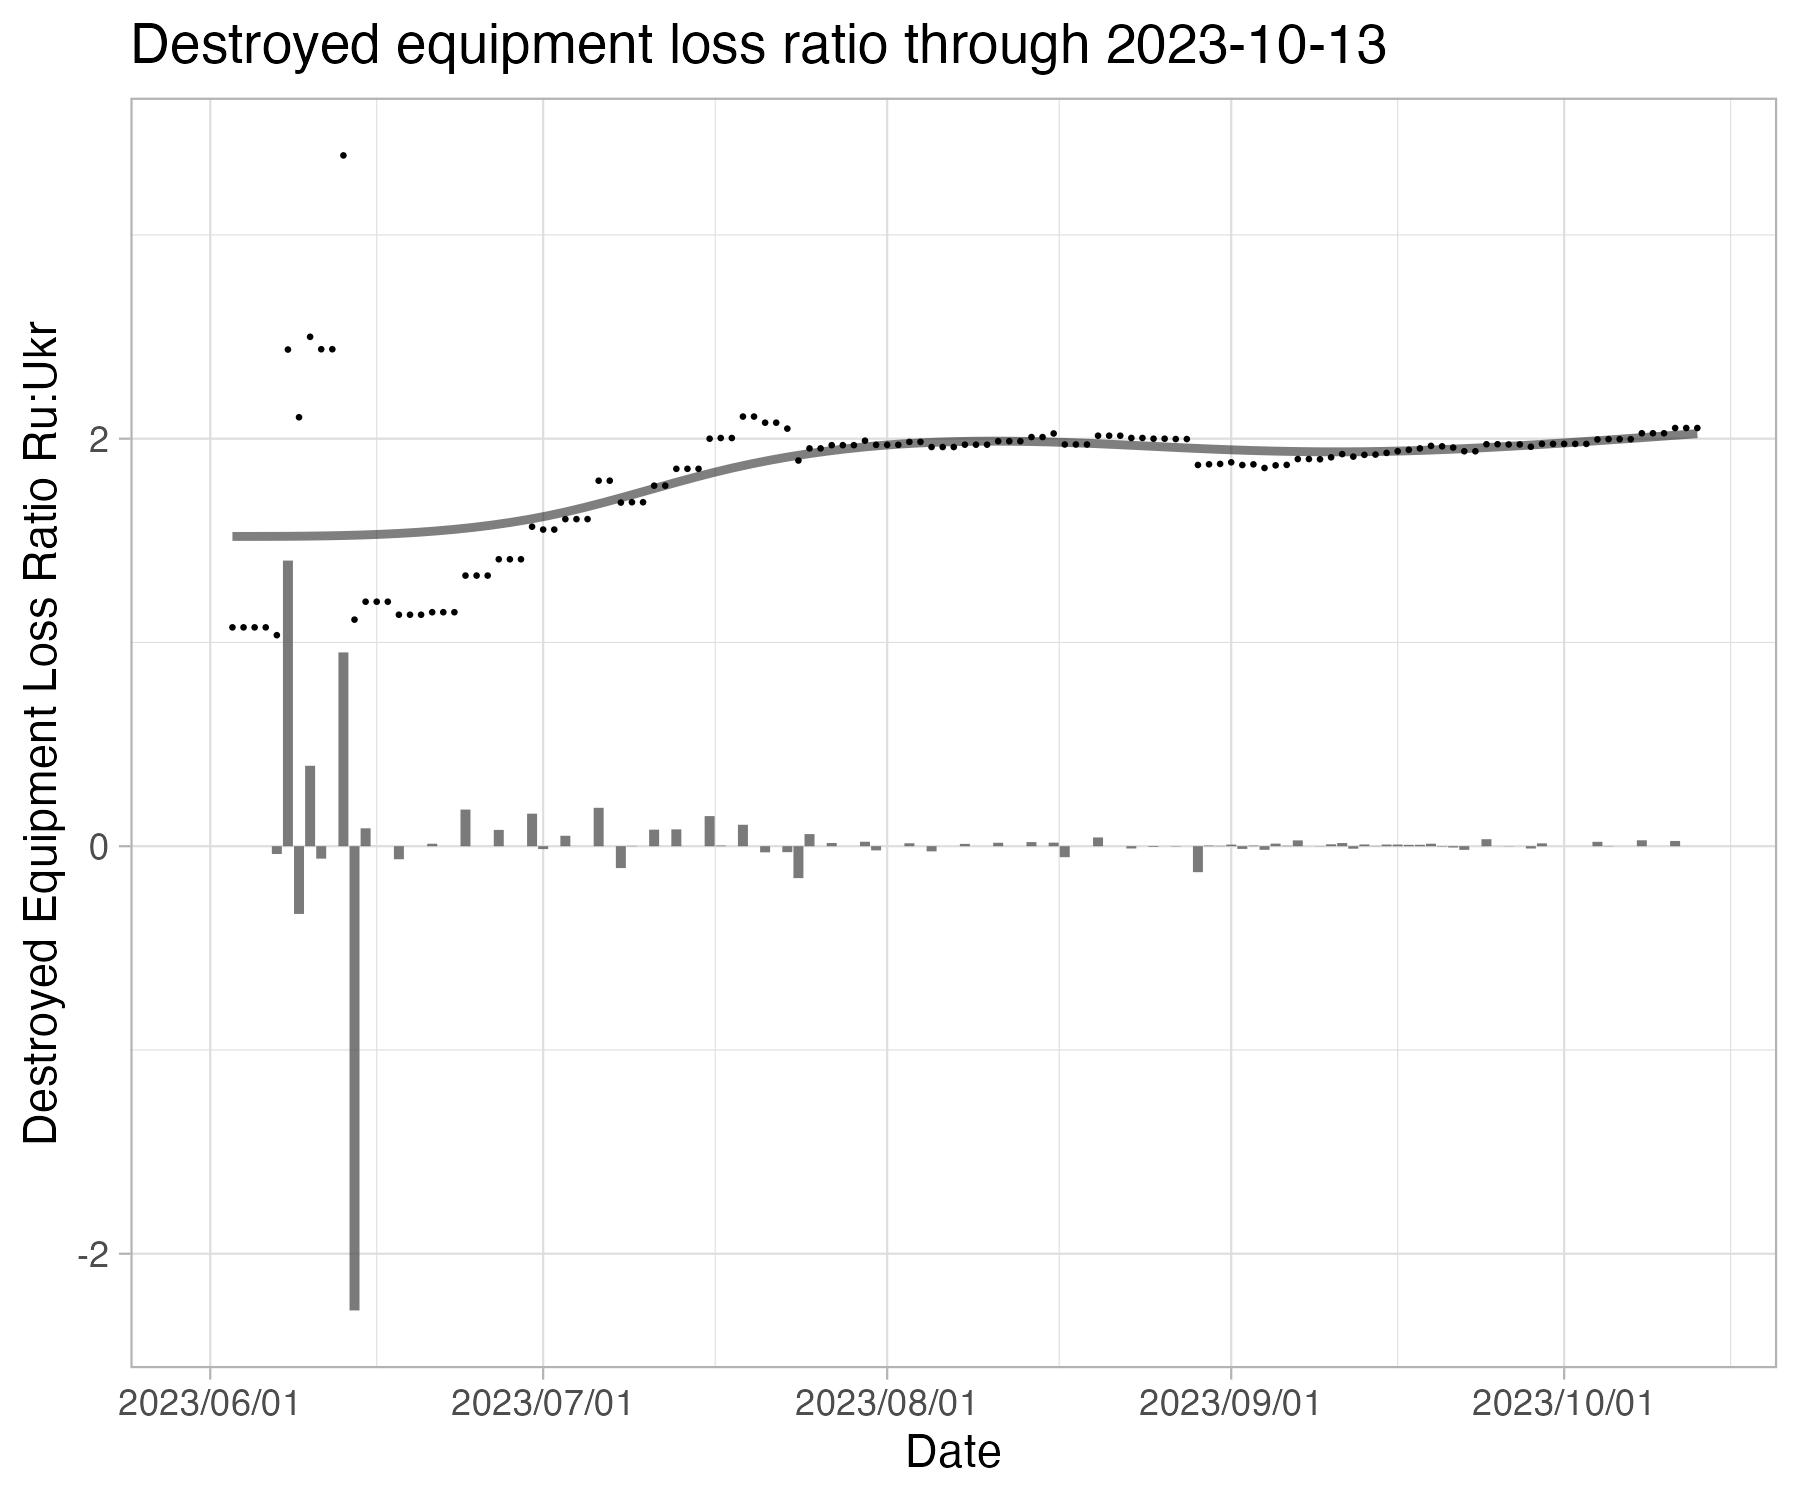 Destroyed equipment loss ratio through 2023-10-13
Destroyed Equipment Loss Ratio Ru:Ukr
2
0
-2
2023/06/01 2023/07/01 2023/08/01 2023/09/01 2023/10/01
Date